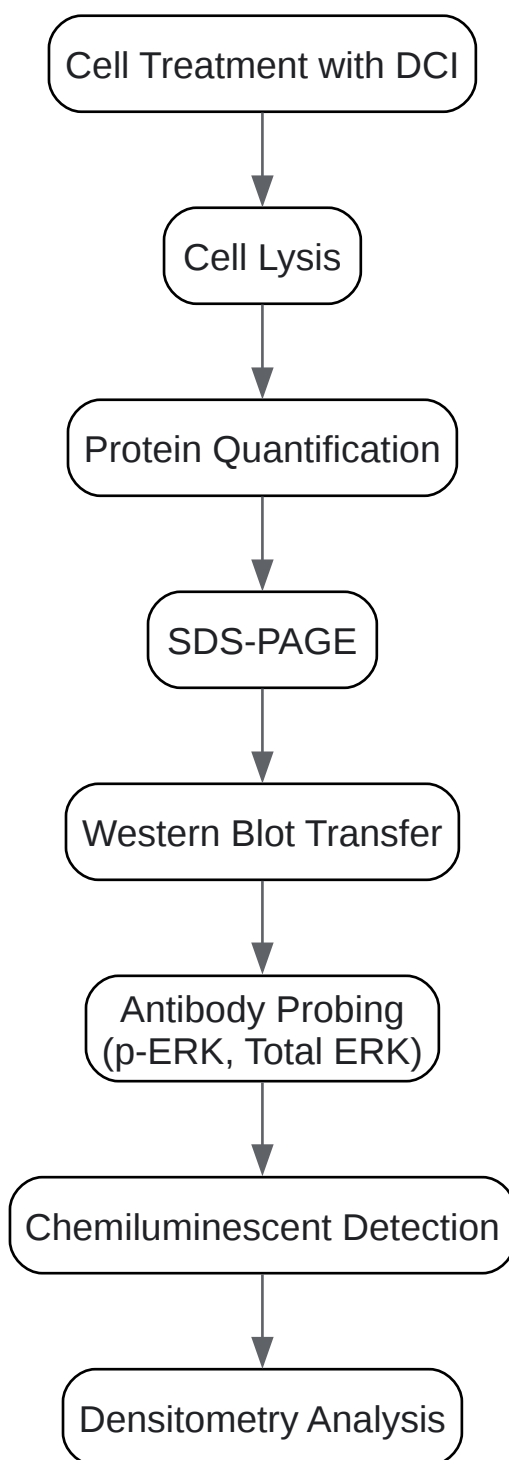 Cell Treatment with DCI
Cell Lysis
Protein Quantification
SDS-PAGE
Western Blot Transfer
Antibody Probing
(p-ERK, Total ERK)
Chemiluminescent Detection
Densitometry Analysis